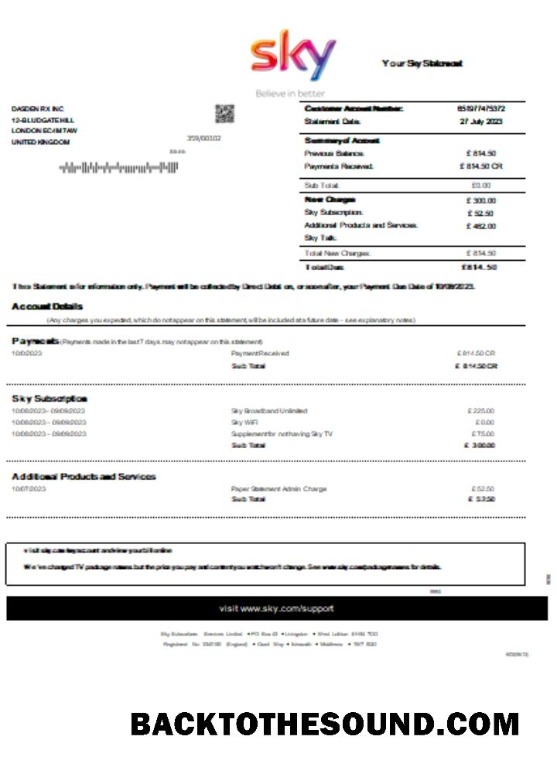 sky
Your Sky Statement
Believe in better
DASDEN RX INC
12-BLUDGATE HILL
LONDON EC4M 7AW
UNITED KINGDOM
359/00102
Customer Account Number: 651977475372
Statement Date: 27 July 2023
Summary of Account
Previous Balance. £ 814.50
Payments Received. £ 814.50 CR
Sub Total. £0.00
New Charges £ 300.00
Sky Subscription. £ 52.50
Additional Products and Services. £ 462.00
Sky Talk.
Total New Charges. £ 814.50
Total Due: £814.50
This Statement is for information only. Payment will be collected by Direct Debit on, or soon after, your Payment Due Date of 10/08/2023.
Account Details
(Any charges you expected, which do not appear on this statement, will be included at a future date – see explanatory notes)
Payments (Payments made in the last 7 days may not appear on this statement)
Payment Received £ 814.50 CR
Sub Total £ 814.50 CR
Sky Subscription
10/08/2023 - 09/09/2023 Sky Broadband Unlimited £ 225.00
10/08/2023 - 09/09/2023 Sky WiFi £ 0.00
10/08/2023 - 09/09/2023 Supplement for not having Sky TV £ 75.00
Sub Total £ 300.00
Additional Products and Services
10/07/2023 Paper Statement Admin Charge £ 52.50
Sub Total £ 52.50
Visit sky.com/myaccount and view your bill online
We've changed TV package names but the price you pay and content you watch won't change. See www.sky.com/packagenames for details.
visit www.sky.com/support
Sky Subscribers Services Limited • PO Box 43 • Livingston • West Lothian
Registered No (England) • Grant Way • Isleworth • Middlesex • TW7 5QD
BACKTOTHESOUND.COM